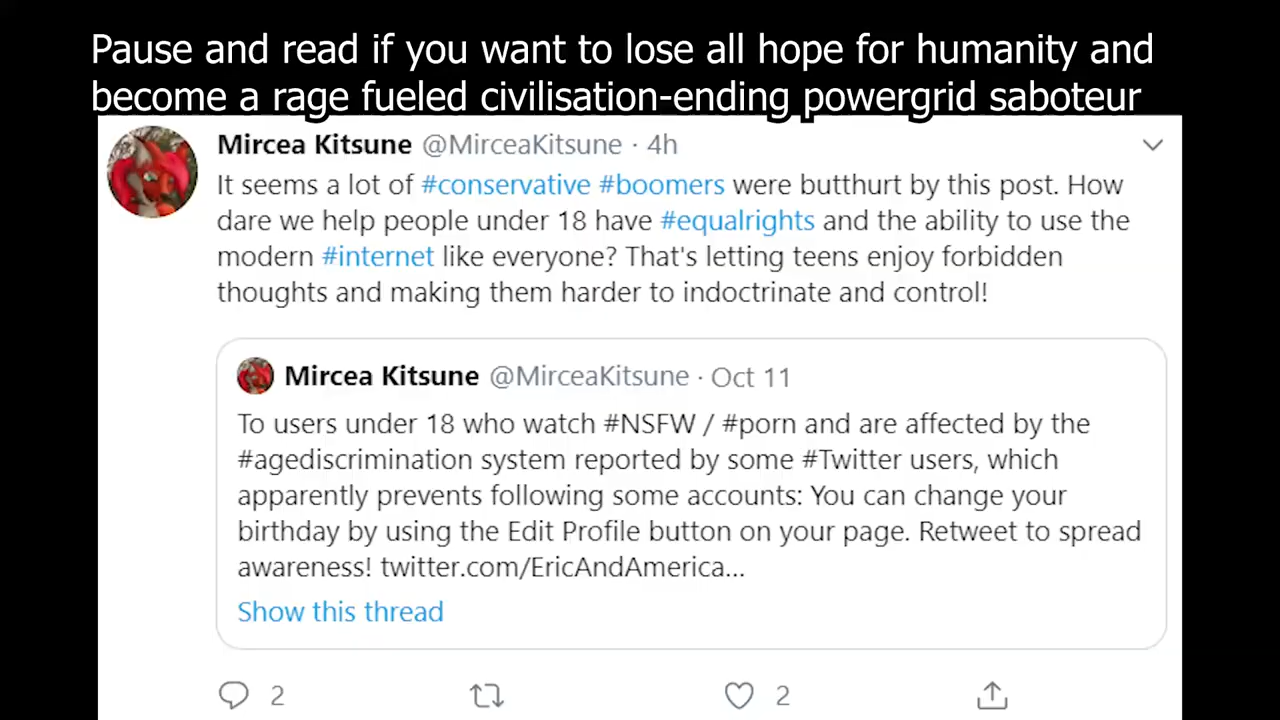 Pause and read if you want to lose all hope for humanity and
become a rage fueled civilisation-ending powergrid saboteur
Mircea Kitsune @MirceaKitsune · 4h
It seems a lot of #conservative #boomers were butthurt by this post. How
dare we help people under 18 have #equalrights and the ability to use the
modern #internet like everyone? That's letting teens enjoy forbidden
thoughts and making them harder to indoctrinate and control!
Mircea Kitsune @MirceaKitsune · Oct 11
To users under 18 who watch #NSFW / #porn and are affected by the
#agediscrimination system reported by some #Twitter users, which
apparently prevents following some accounts: You can change your
birthday by using the Edit Profile button on your page. Retweet to spread
awareness! twitter.com/EricAndAmerica...
Show this thread
2 2